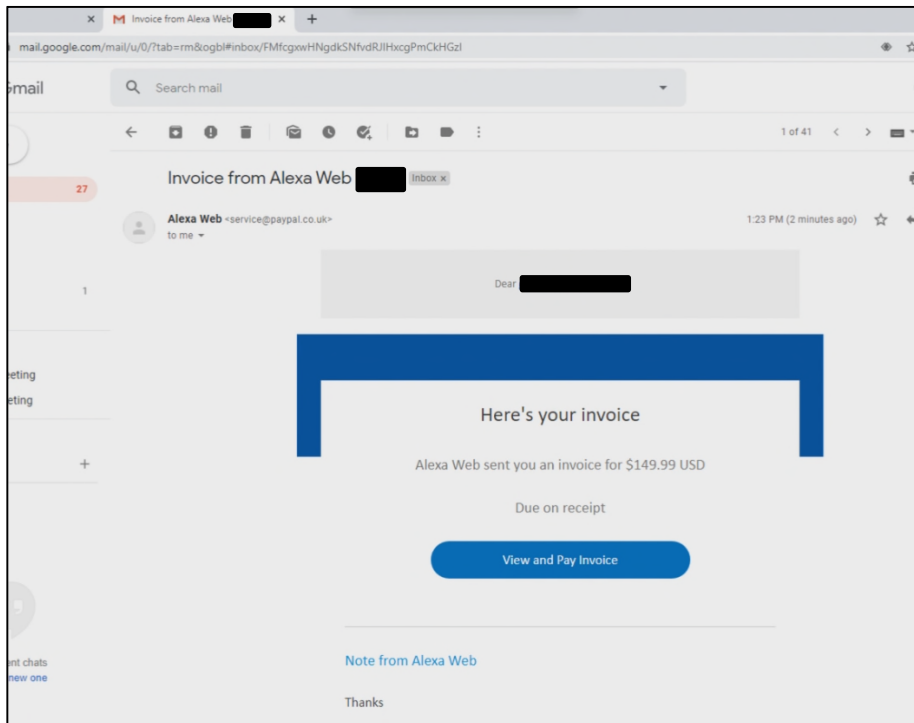 Invoice from Alexa Web
mail.google.com/mail/u/0/?tab=rm&ogbl#inbox/FMfcgxwHNgdkSNfvdRJlHxcgPmCkHGzl
Gmail
Search mail
1 of 41
27
Invoice from Alexa Web
Inbox x
Alexa Web <service@paypal.co.uk>
1:23 PM (2 minutes ago)
to me
Dear
1
eeting
eting
Here's your invoice
Alexa Web sent you an invoice for $149.99 USD
Due on receipt
View and Pay Invoice
ent chats
new one
Note from Alexa Web
Thanks